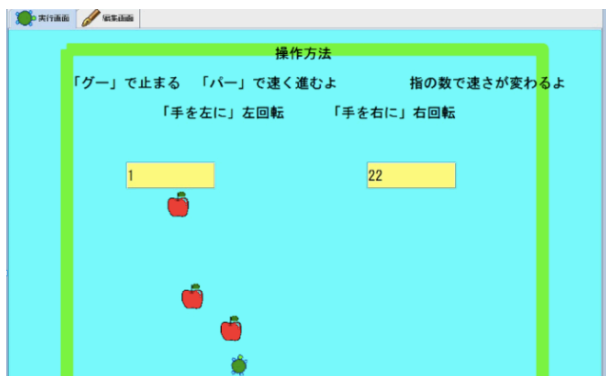 実行画面 編集画面
操作方法
「グー」で止まる 「パー」で速く進むよ 指の数で速さが変わるよ
「手を左に」左回転 「手を右に」右回転
1 22